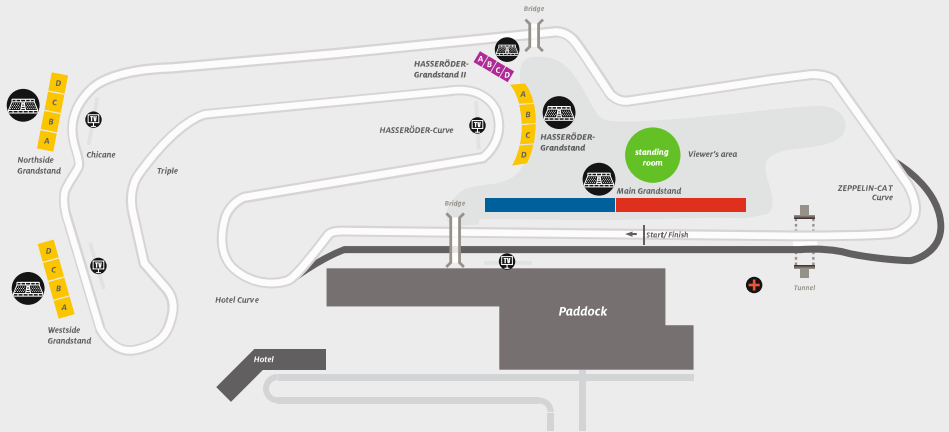 Bridge
HASSERÖDER-
Grandstand II
A B C D
A
B
C
D
TV
HASSERÖDER-Curve
HASSERÖDER-
Grandstand
D
C
B
A
Northside
Grandstand
TV
Chicane
Triple
standing
room
Viewer's area
Main Grandstand
ZEPPELIN-CAT
Curve
Bridge
Start/ Finish
TV
Tunnel
D
C
B
A
Westside
Grandstand
TV
Hotel Curve
Paddock
Hotel